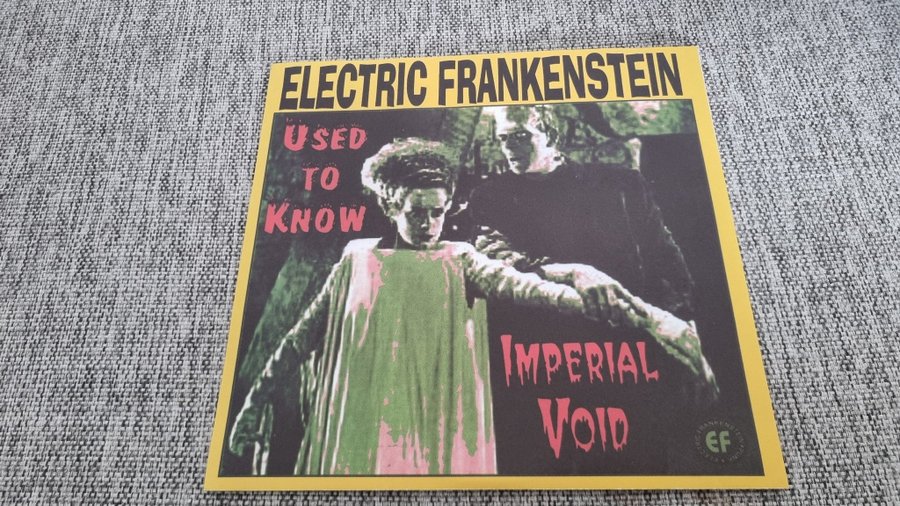 ELECTRIC FRANKENSTEIN
USED
TO
KNOW
IMPERIAL
VOID
EF